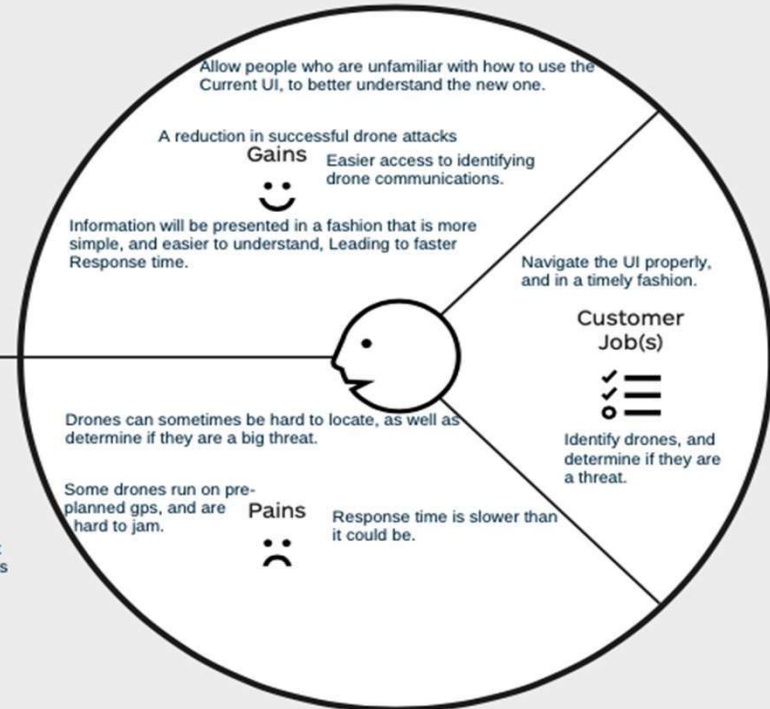 Allow people who are unfamiliar with how to use the
Current UI, to better understand the new one.
A reduction in successful drone attacks
Gains
Easier access to identifying
drone communications.
Information will be presented in a fashion that is more
simple, and easier to understand, Leading to faster
Response time.
Navigate the UI properly,
and in a timely fashion.
Customer
Job(s)
Identify drones, and
determine if they are
a threat.
Drones can sometimes be hard to locate, as well as
determine if they are a big threat.
Some drones run on pre-
planned gps, and are
hard to jam.
Pains
Response time is slower than
it could be.
s